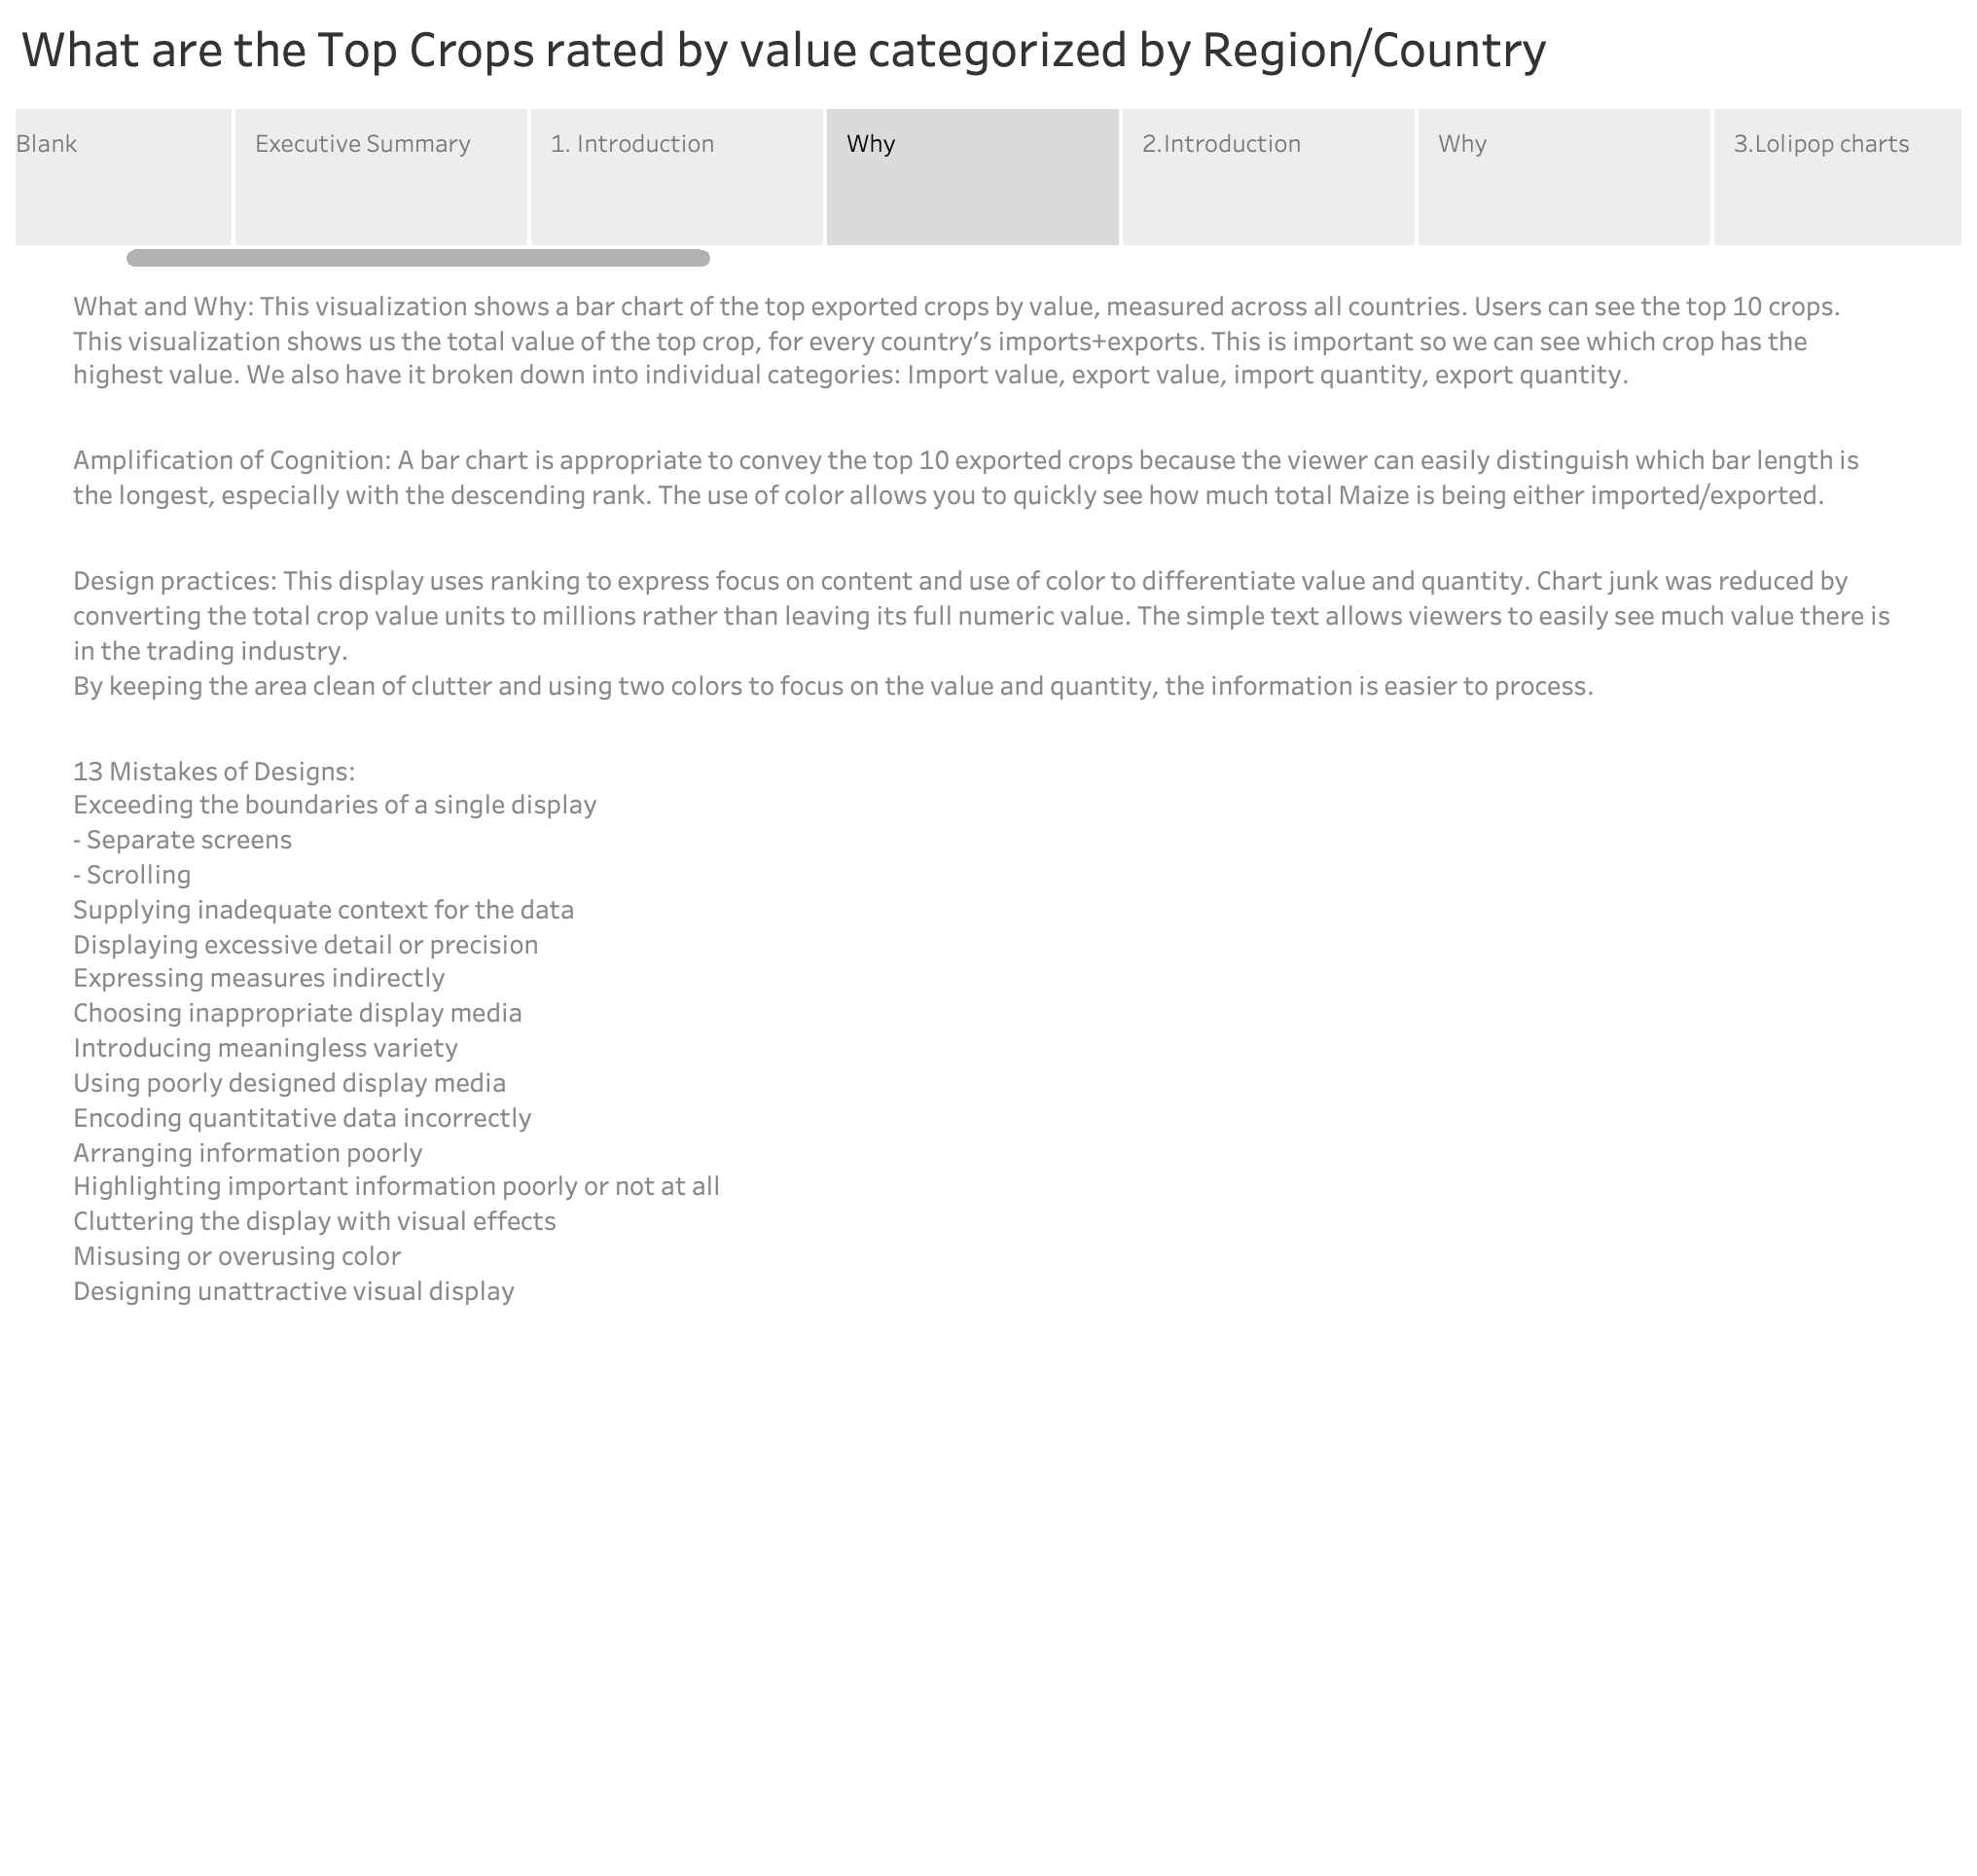 What are the Top Crops rated by value categorized by Region/Country
Blank
Executive Summary
1. Introduction
Why
2.Introduction
Why
3.Lolipop charts
What and Why: This visualization shows a bar chart of the top exported crops by value, measured across all countries. Users can see the top 10 crops.
This visualization shows us the total value of the top crop, for every country’s imports+exports. This is important so we can see which crop has the
highest value. We also have it broken down into individual categories: Import value, export value, import quantity, export quantity.
Amplification of Cognition: A bar chart is appropriate to convey the top 10 exported crops because the viewer can easily distinguish which bar length is
the longest, especially with the descending rank. The use of color allows you to quickly see how much total Maize is being either imported/exported.
Design practices: This display uses ranking to express focus on content and use of color to differentiate value and quantity. Chart junk was reduced by
converting the total crop value units to millions rather than leaving its full numeric value. The simple text allows viewers to easily see much value there is
in the trading industry.
By keeping the area clean of clutter and using two colors to focus on the value and quantity, the information is easier to process.
13 Mistakes of Designs:
Exceeding the boundaries of a single display
- Separate screens
- Scrolling
Supplying inadequate context for the data
Displaying excessive detail or precision
Expressing measures indirectly
Choosing inappropriate display media
Introducing meaningless variety
Using poorly designed display media
Encoding quantitative data incorrectly
Arranging information poorly
Highlighting important information poorly or not at all
Cluttering the display with visual effects
Misusing or overusing color
Designing unattractive visual display